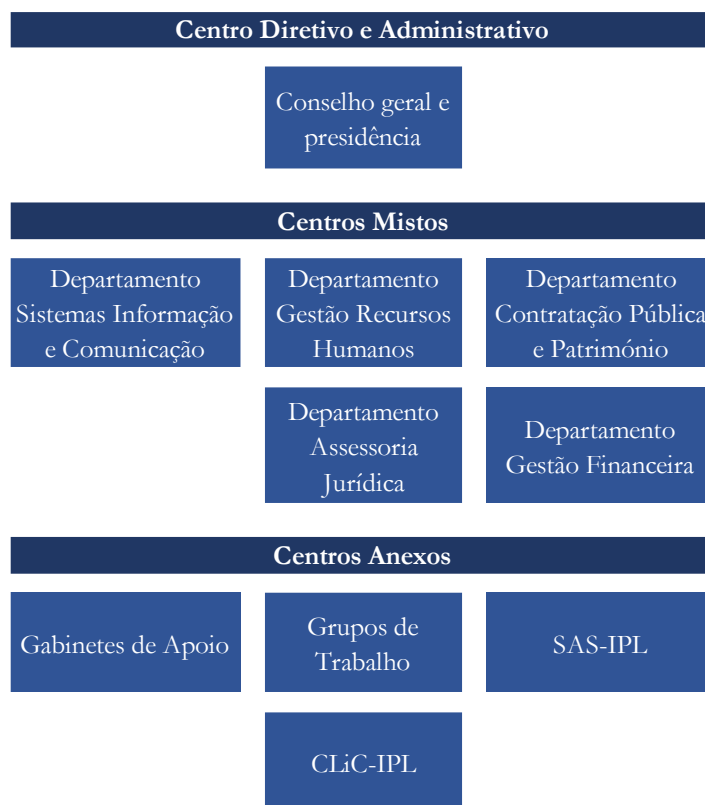 Centro Diretivo e Administrativo
Conselho geral e
presidência
Centros Mistos
Departamento
Sistemas Informação
e Comunicação
Departamento
Gestão Recursos
Humanos
Departamento
Contratação Pública
e Património
Departamento
Assessoria
Jurídica
Departamento
Gestão Financeira
Centros Anexos
Gabinetes de Apoio
Grupos de
Trabalho
SAS-IPL
CLiC-IPL